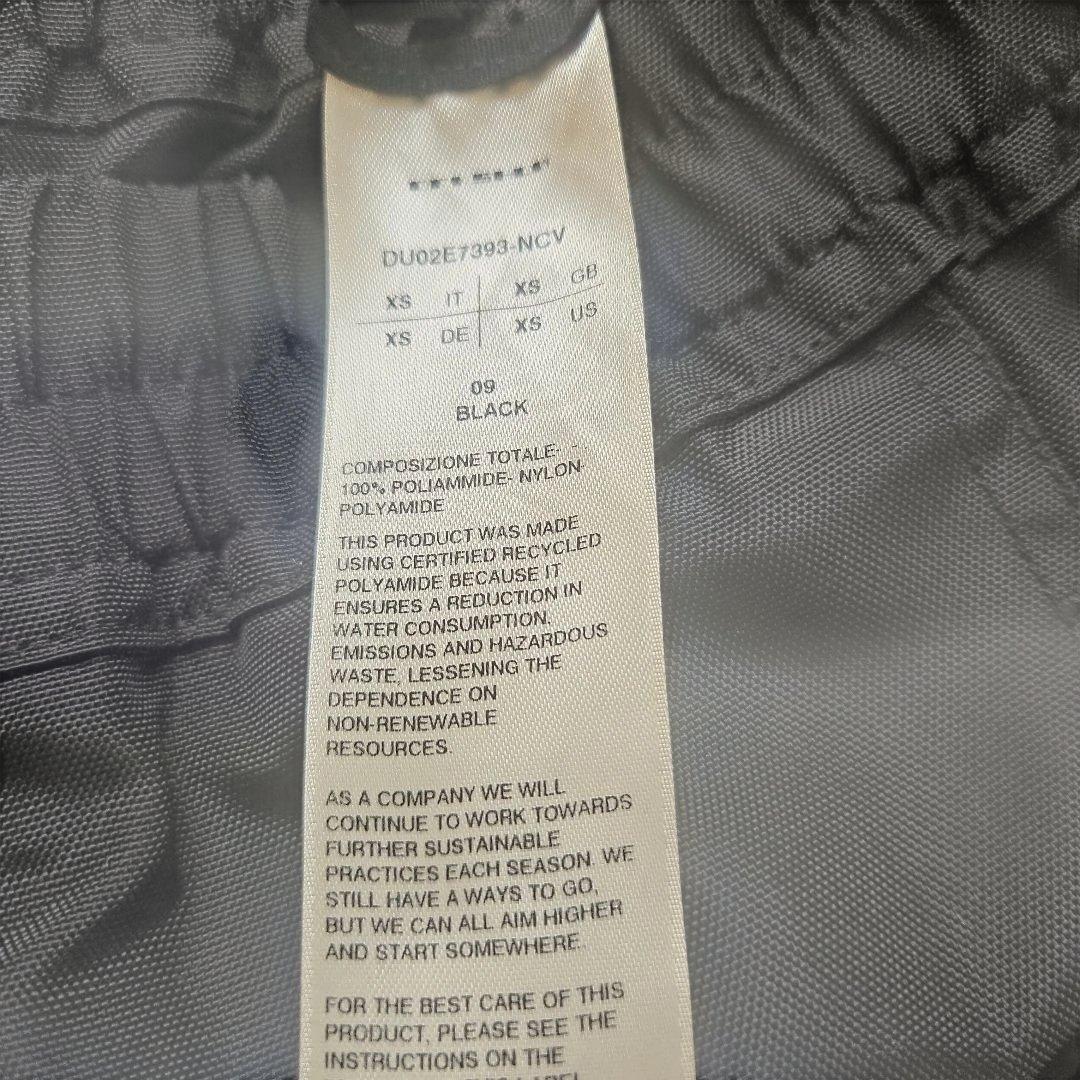 DU02E7393-NCV
XS IT XS GB
XS DE XS US
09
BLACK
COMPOSIZIONE TOTALE- -
100% POLIAMMIDE- NYLON-
POLYAMIDE
THIS PRODUCT WAS MADE
USING CERTIFIED RECYCLED
POLYAMIDE BECAUSE IT
ENSURES A REDUCTION IN
WATER CONSUMPTION,
EMISSIONS AND HAZARDOUS
WASTE, LESSENING THE
DEPENDENCE ON
NON-RENEWABLE
RESOURCES.
AS A COMPANY WE WILL
CONTINUE TO WORK TOWARDS
FURTHER SUSTAINABLE
PRACTICES EACH SEASON. WE
STILL HAVE A WAYS TO GO,
BUT WE CAN ALL AIM HIGHER
AND START SOMEWHERE.
FOR THE BEST CARE OF THIS
PRODUCT, PLEASE SEE THE
INSTRUCTIONS ON THE